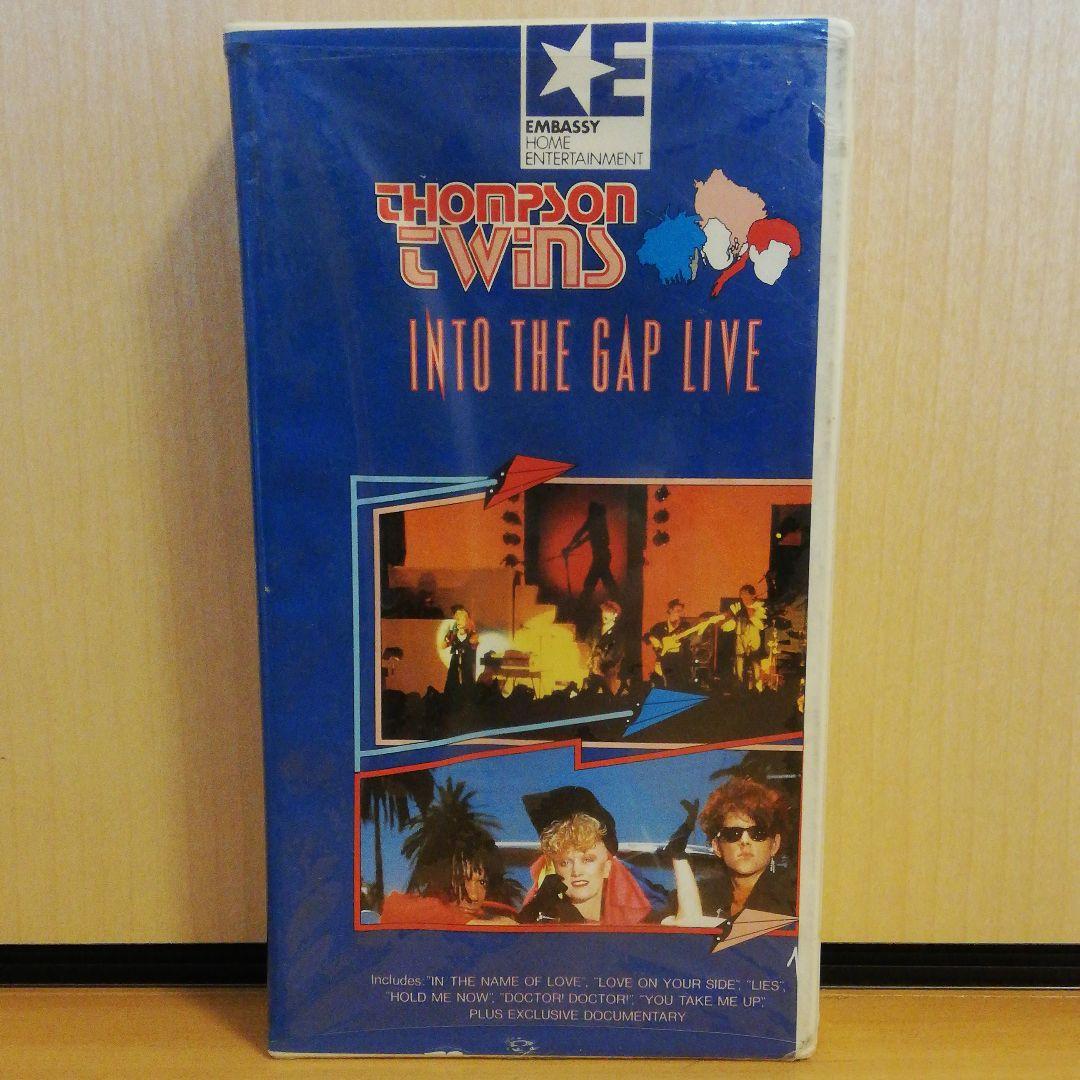 EMBASSY
HOME
ENTERTAINMENT
THOMPSON
TWINS
INTO THE GAP LIVE
Includes: "IN THE NAME OF LOVE", "LOVE ON YOUR SIDE", "LIES",
"HOLD ME NOW", "DOCTOR! DOCTOR!", "YOU TAKE ME UP",
PLUS EXCLUSIVE DOCUMENTARY